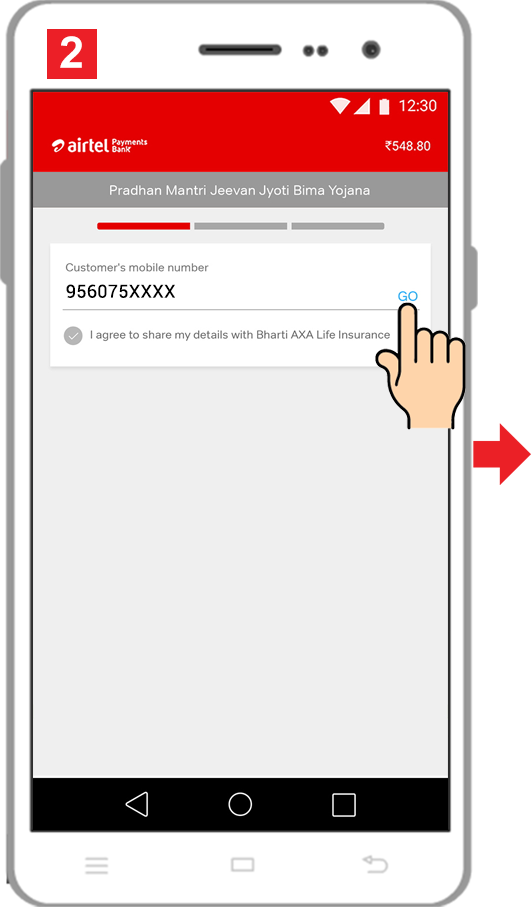 2
12:30
airtel Payments Bank
₹548.80
Pradhan Mantri Jeevan Jyoti Bima Yojana
Customer's mobile number
956075XXXX
GO
I agree to share my details with Bharti AXA Life Insurance